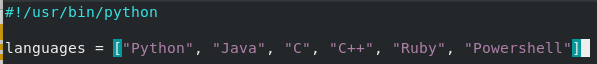 #!/usr/bin/python
languages = ["Python", "Java", "C", "C++", "Ruby", "Powershell"]